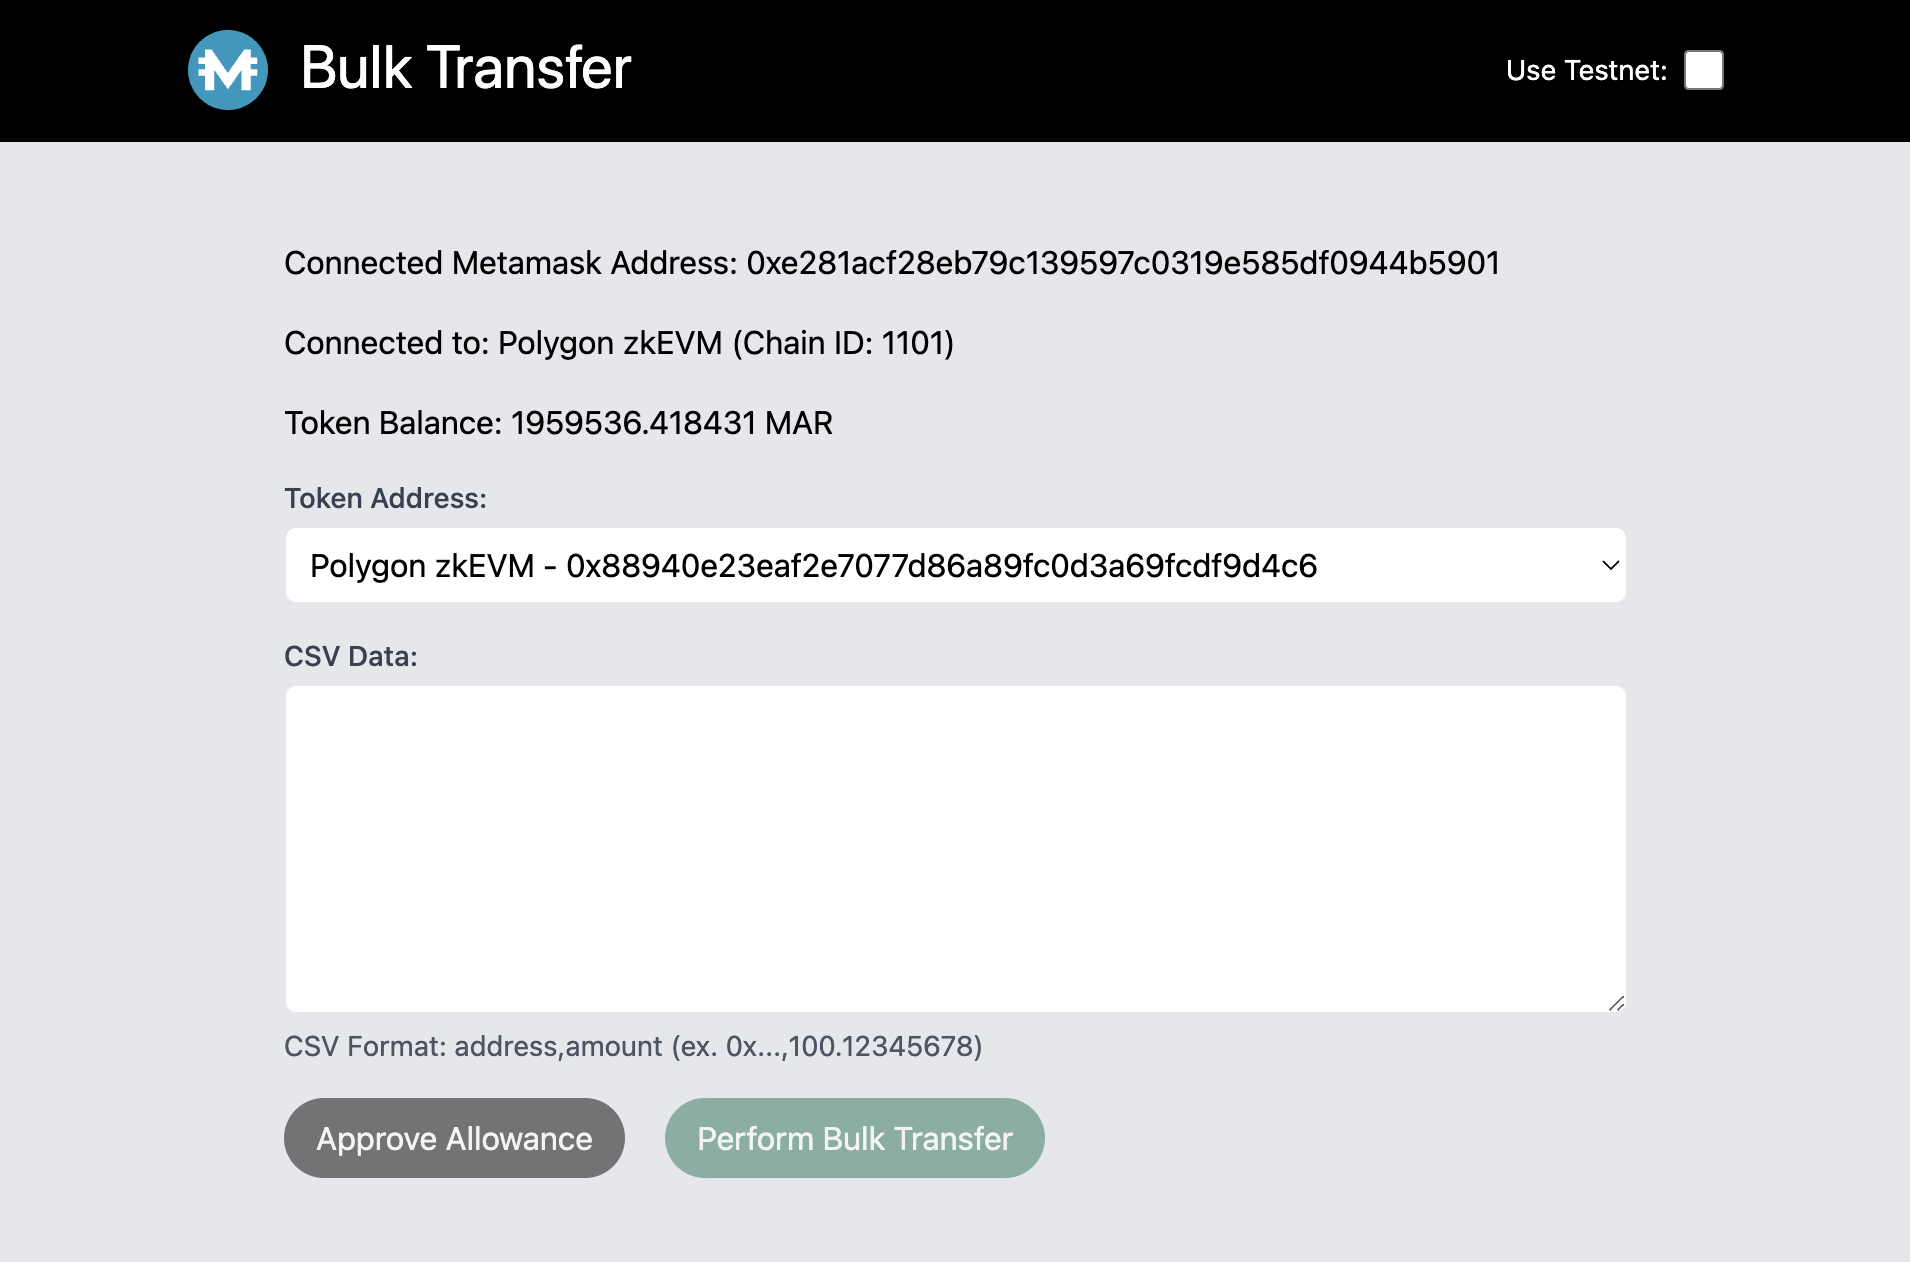 Bulk Transfer
Use Testnet:
Connected Metamask Address: 0xe281acf28eb79c139597c0319e585df0944b5901
Connected to: Polygon zkEVM (Chain ID: 1101)
Token Balance: 1959536.418431 MAR
Token Address:
Polygon zkEVM - 0x88940e23eaf2e7077d86a89fc0d3a69fcdf9d4c6
CSV Data:
CSV Format: address,amount (ex. 0x...,100.12345678)
Approve Allowance
Perform Bulk Transfer